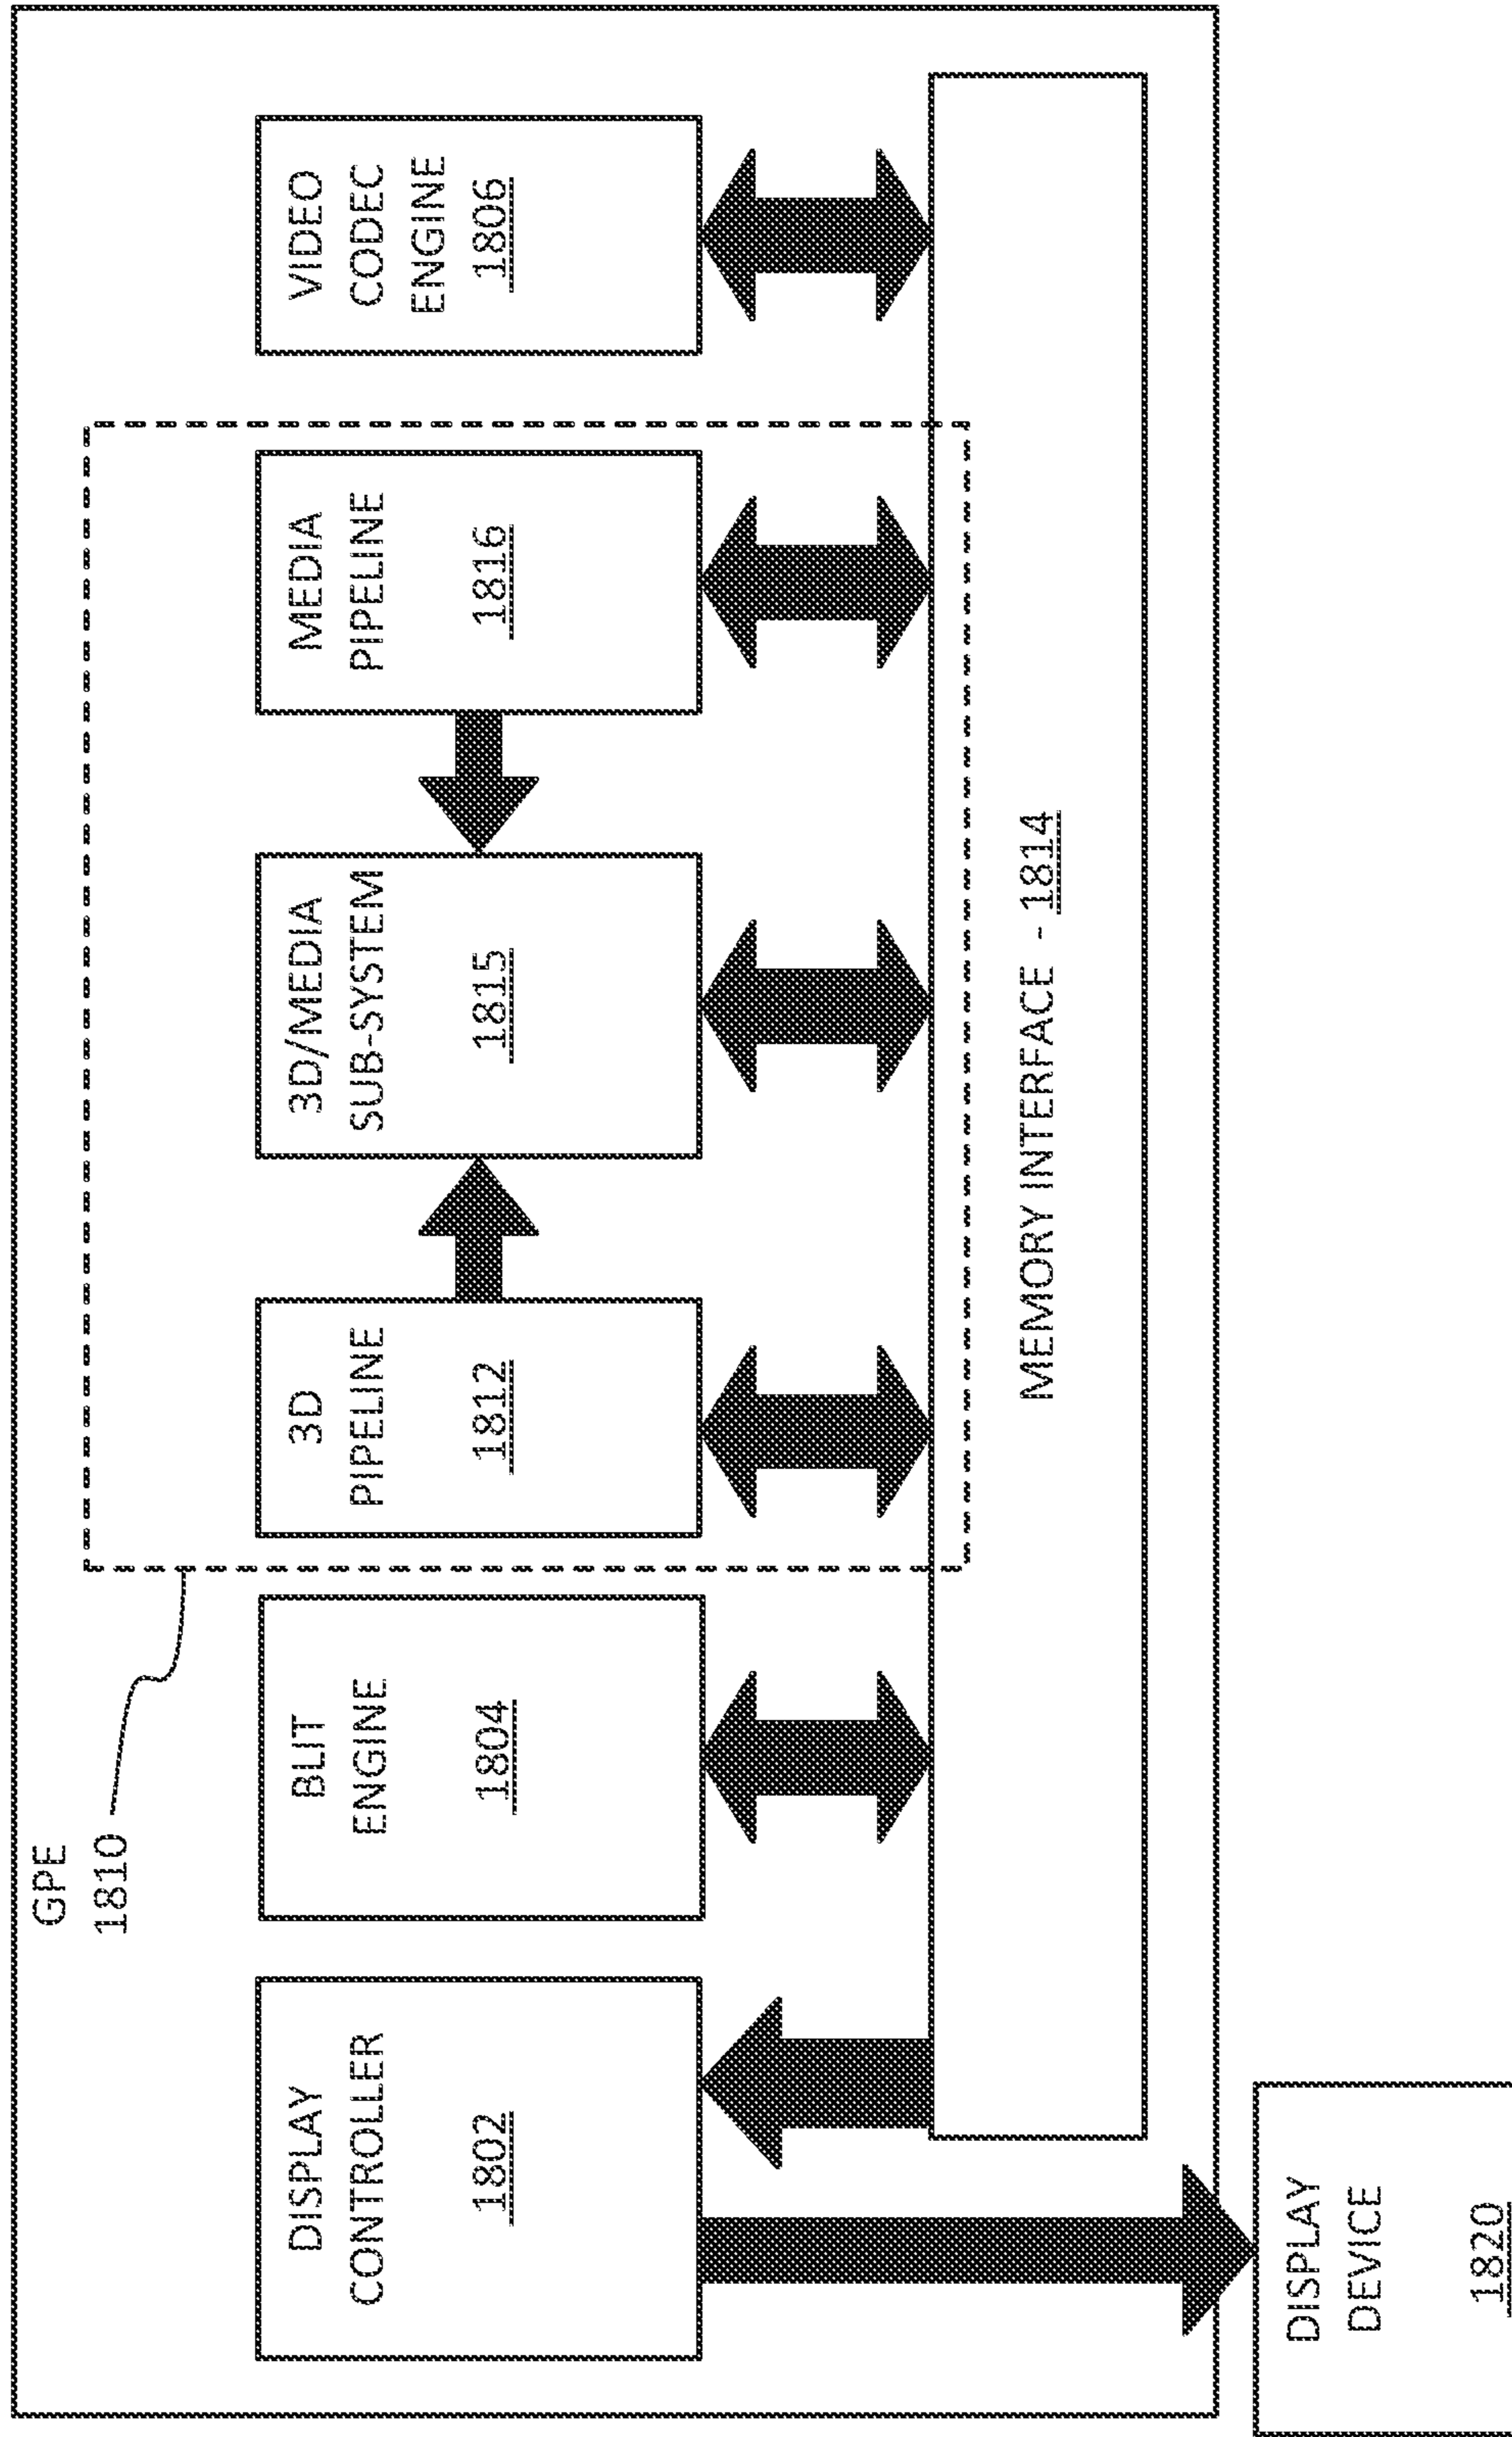 GPE
1810
DISPLAY
CONTROLLER
1802
BLIT
ENGINE
1804
3D
PIPELINE
1812
3D/MEDIA
SUB-SYSTEM
1815
MEDIA
PIPELINE
1816
VIDEO
CODEC
ENGINE
1806
MEMORY INTERFACE - 1814
DISPLAY
DEVICE
1820